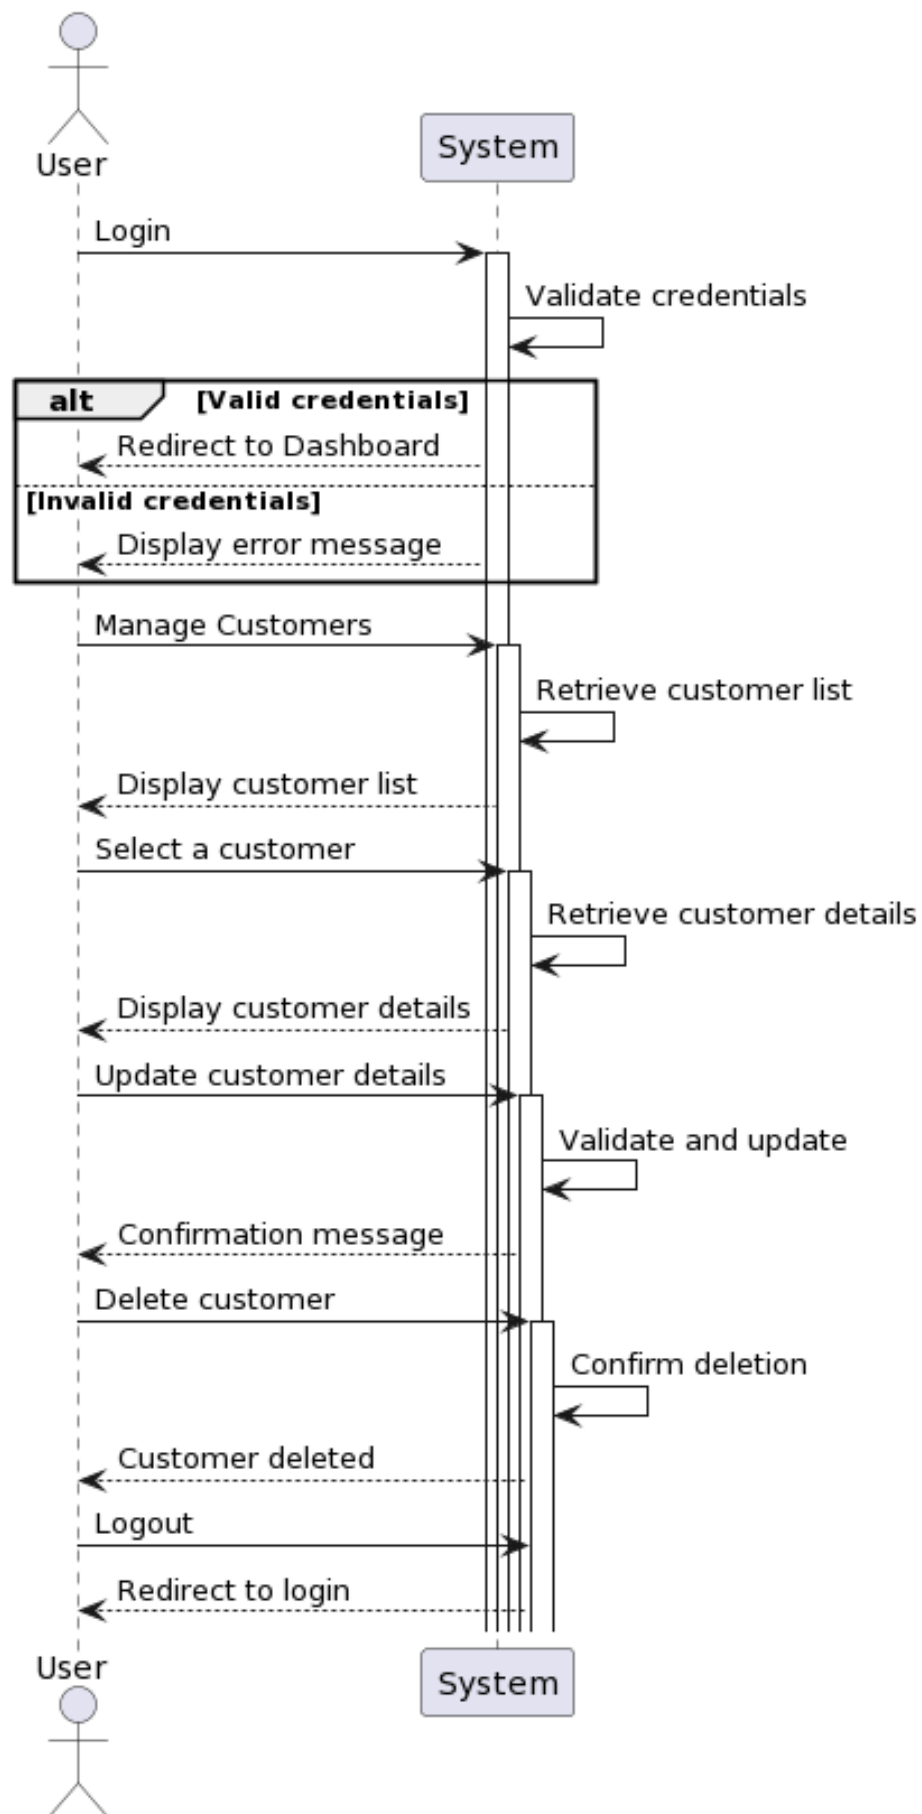 User
System
Login
Validate credentials
alt
[Valid credentials]
Redirect to Dashboard
[Invalid credentials]
Display error message
Manage Customers
Retrieve customer list
Display customer list
Select a customer
Retrieve customer details
Display customer details
Update customer details
Validate and update
Confirmation message
Delete customer
Confirm deletion
Customer deleted
Logout
Redirect to login
User
System